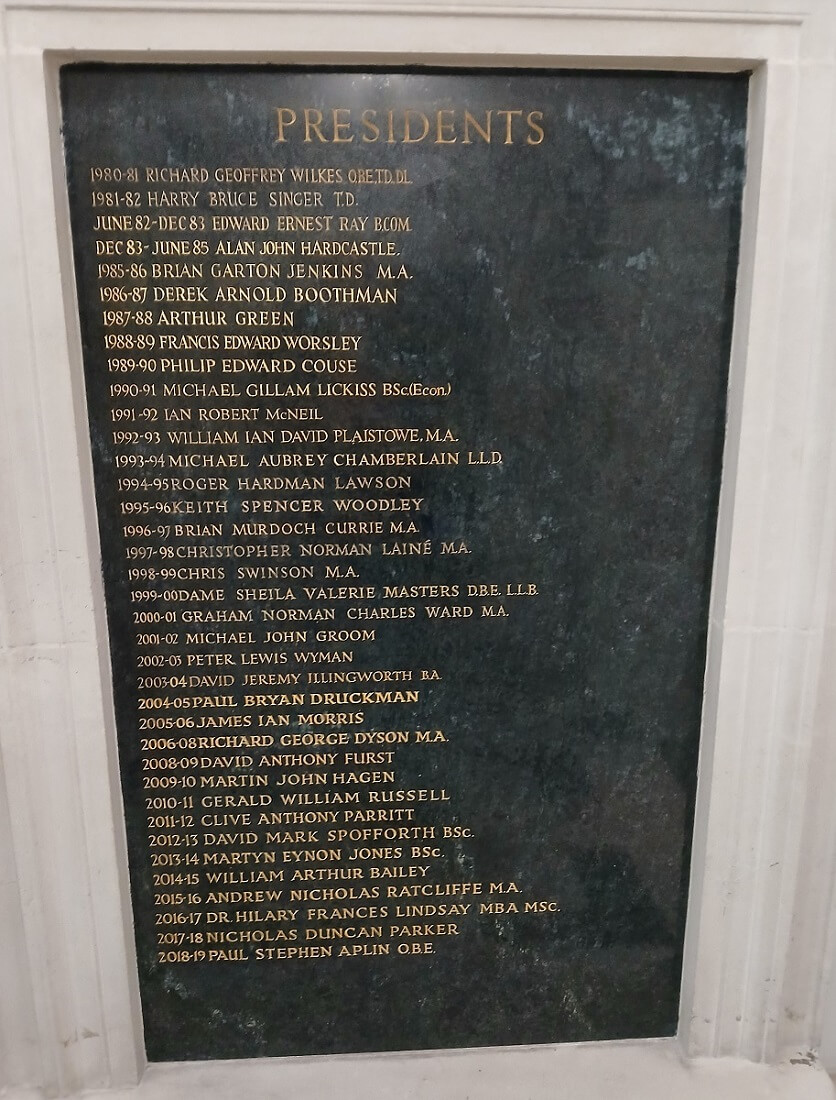 PRESIDENTS
1980-81 RICHARD GEOFFREY WILKES O.B.E,T.D.DL
1981-82 HARRY BRUCE SINGER T.D.
JUNE 82-DEC 83 EDWARD ERNEST RAY B.COM.
DEC 83-JUNE 85 ALAN JOHN HARDCASTLE.
1985-86 BRIAN GARTON JENKINS M.A.
1986-87 DEREK ARNOLD BOOTHMAN
1987-88 ARTHUR GREEN
1988-89 FRANCIS EDWARD WORSLEY
1989-90 PHILIP EDWARD COUSE
1990-91 MICHAEL GILLAM LICKISS BSc.(Econ.)
1991-92 IAN ROBERT McNEIL
1992-93 WILLIAM IAN DAVID PLAISTOWE, M.A.
1993-94 MICHAEL AUBREY CHAMBERLAIN L.L.D.
1994-95 ROGER HARDMAN LAWSON
1995-96 KEITH SPENCER WOODLEY
1996-97 BRIAN MURDOCH CURRIE M.A.
1997-98 CHRISTOPHER NORMAN LAINÉ M.A.
1998-99 CHRIS SWINSON M.A.
1999-00 DAME SHEILA VALERIE MASTERS D.B.E. L.L.B.
2000-01 GRAHAM NORMAN CHARLES WARD M.A.
2001-02 MICHAEL JOHN GROOM
2002-03 PETER LEWIS WYMAN
2003-04 DAVID JEREMY ILLINGWORTH B.A.
2004-05 PAUL BRYAN DRUCKMAN
2005-06 JAMES IAN MORRIS
2006-08 RICHARD GEORGE DYSON M.A.
2008-09 DAVID ANTHONY FURST
2009-10 MARTIN JOHN HAGEN
2010-11 GERALD WILLIAM RUSSELL
2011-12 CLIVE ANTHONY PARRITT
2012-13 DAVID MARK SPOFFORTH BSc.
2013-14 MARTYN EYNON JONES BSc.
2014-15 WILLIAM ARTHUR BAILEY
2015-16 ANDREW NICHOLAS RATCLIFFE M.A.
2016-17 DR. HILARY FRANCES LINDSAY MBA MSc.
2017-18 NICHOLAS DUNCAN PARKER
2018-19 PAUL STEPHEN APLIN O.B.E.